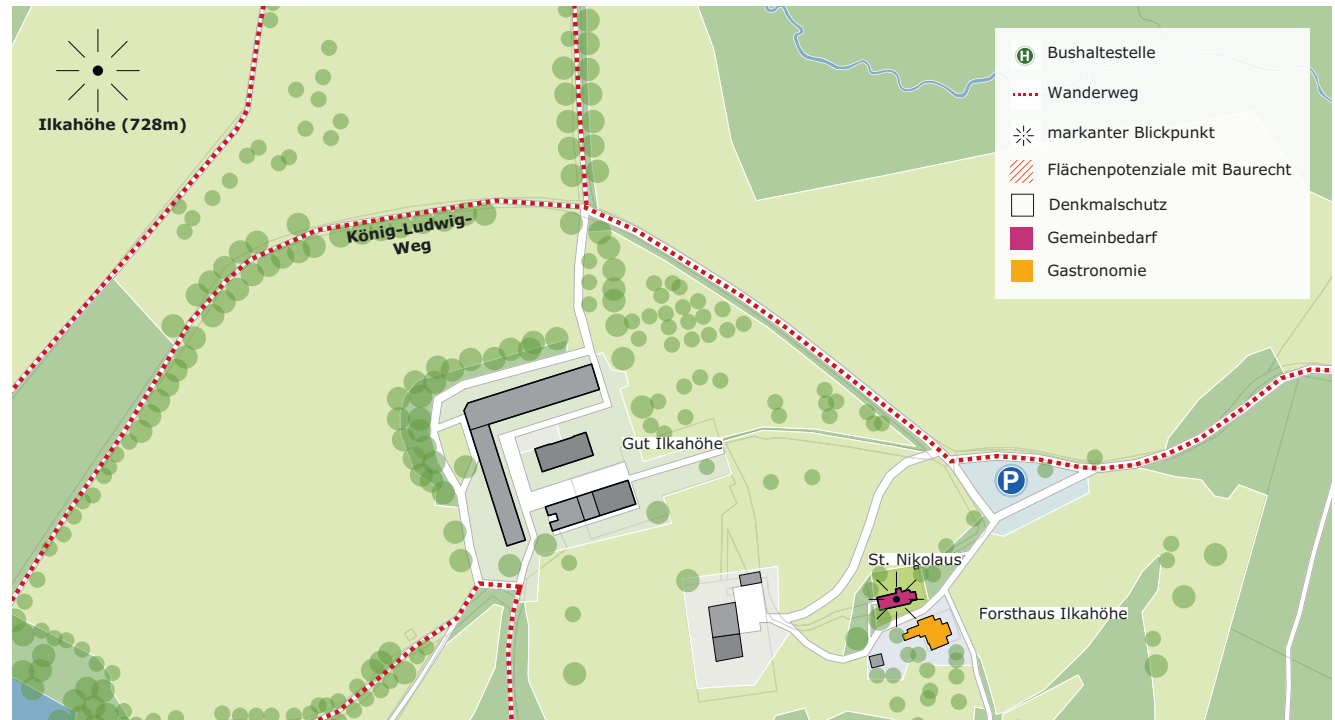 Ilkahöhe (728m)
König-Ludwig-
Weg
H
Bushaltestelle
Wanderweg
markanter Blickpunkt
Flächenpotenziale mit Baurecht
Denkmalschutz
Gemeinbedarf
Gastronomie
Gut Ilkahöhe
P
St. Nikolaus
Forsthaus Ilkahöhe